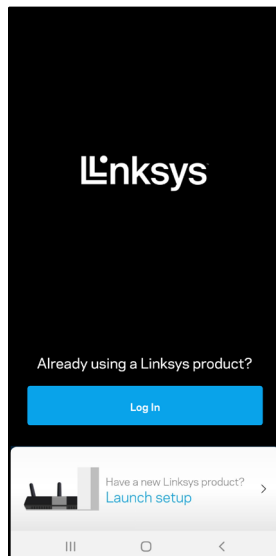 Linksys
Already using a Linksys product?
Log In
Have a new Linksys product?
Launch setup